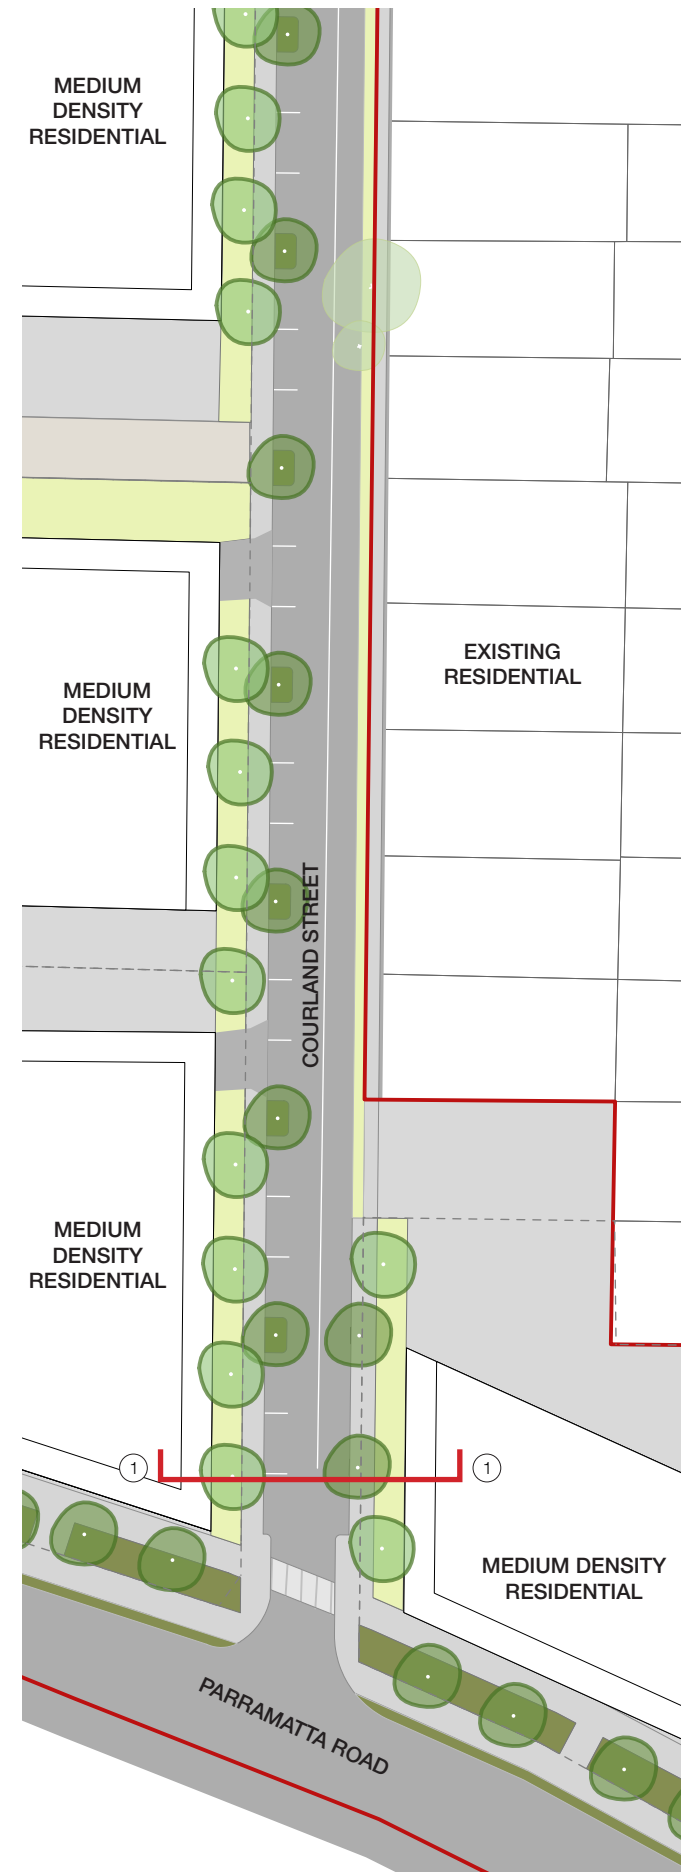 MEDIUM
DENSITY
RESIDENTIAL
EXISTING
RESIDENTIAL
MEDIUM
DENSITY
RESIDENTIAL
COURLAND STREET
MEDIUM
DENSITY
RESIDENTIAL
1
1
MEDIUM DENSITY
RESIDENTIAL
PARRAMATTA ROAD